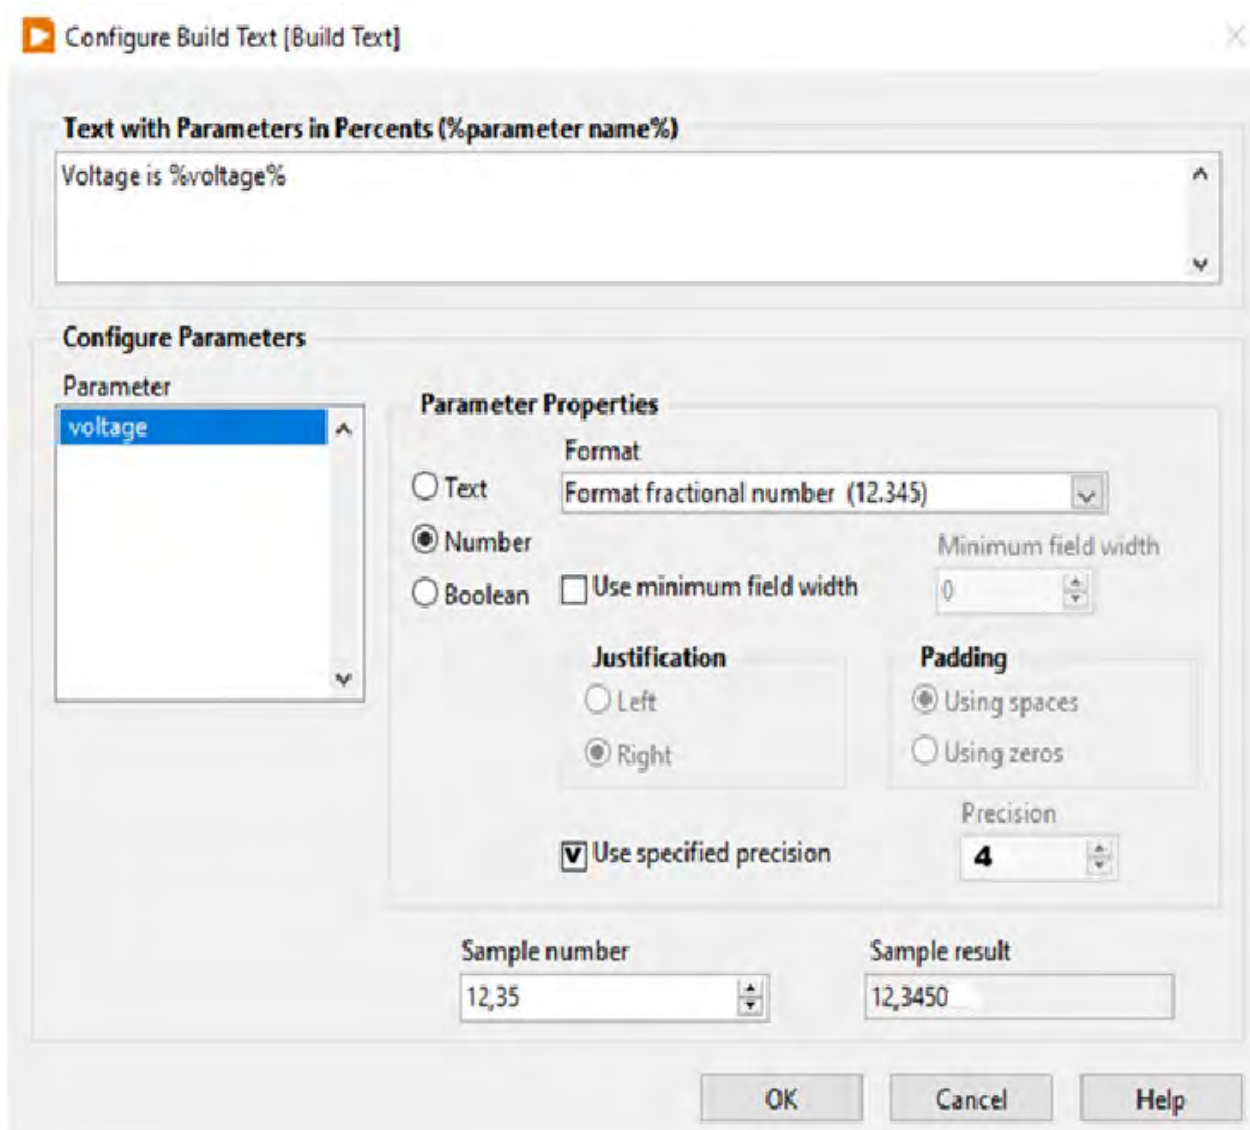 Configure Build Text [Build Text]
Text with Parameters in Percents (%parameter name%)
Voltage is %voltage%
Configure Parameters
Parameter
voltage
Parameter Properties
Format
Text
Format fractional number (12.345)
Number
Minimum field width
Boolean
Use minimum field width
0
Justification
Padding
Left
Using spaces
Right
Using zeros
Precision
Use specified precision
4
Sample number
Sample result
12,35
12,3450
OK
Cancel
Help